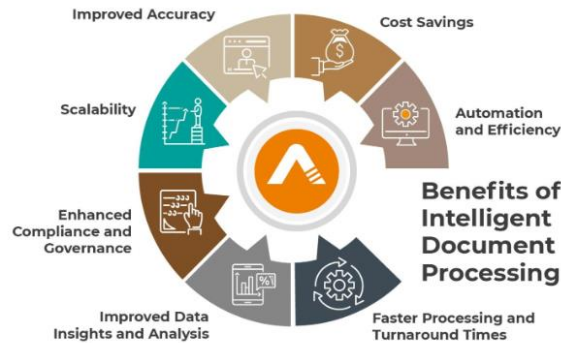 Improved Accuracy
Cost Savings
Scalability
Automation
and Efficiency
Enhanced
Compliance and
Governance
Benefits of
Intelligent
Document
Processing
Improved Data
Insights and Analysis
Faster Processing and
Turnaround Times